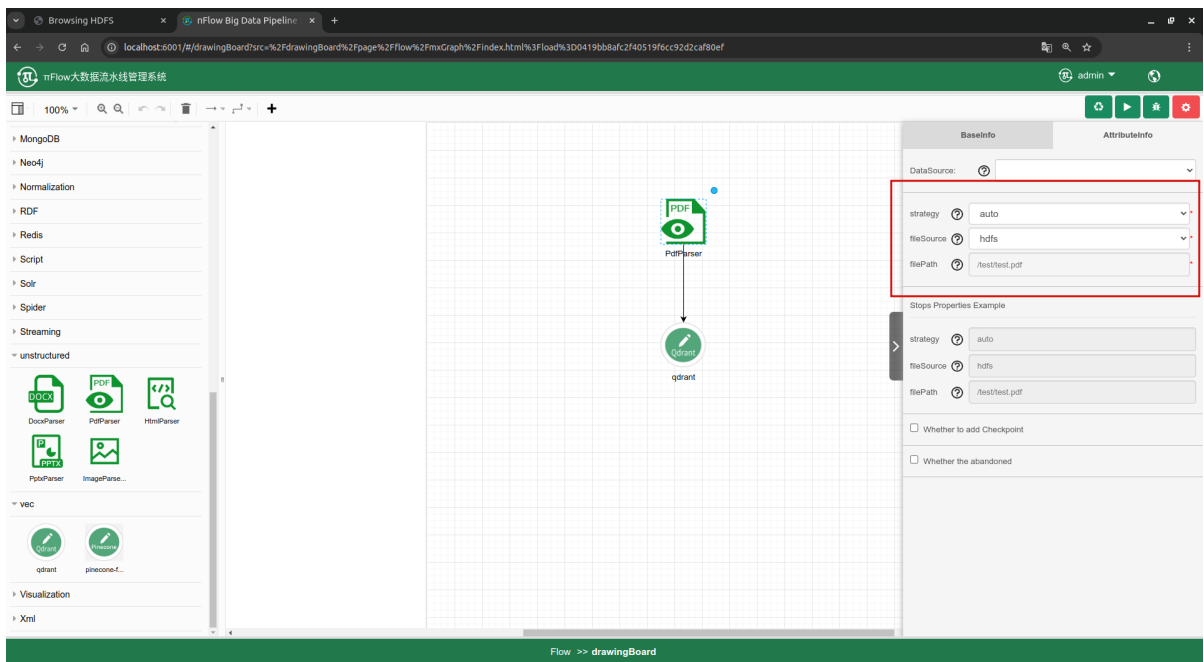 Browsing HDFS
πFlow Big Data Pipeline
localhost:6001/#/drawingBoard?src=%2FdrawingBoard%2Fpage%2Fflow%2FmxGraph%2Findex.html%3Fload%3D0419bb8afc2f40519f6cc92d2caf80ef
πFlow大数据流水线管理系统
admin
100%
MongoDB
Neo4j
Normalization
RDF
Redis
Script
Solr
Spider
Streaming
unstructured
DOCX
PDF
DocxParser
PdfParser
HtmlParser
P
PPTX
PptxParser
ImageParse...
vec
Qdrant
Pinecone
qdrant
pinecone-f...
Visualization
Xml
PDF
PdfParser
Qdrant
qdrant
BaseInfo
AttributeInfo
DataSource: ?
strategy ? auto *
fileSource ? hdfs *
filePath ? /test/test.pdf *
Stops Properties Example
strategy ? auto
fileSource ? hdfs
filePath ? /test/test.pdf
Whether to add Checkpoint
Whether the abandoned
Flow >> drawingBoard